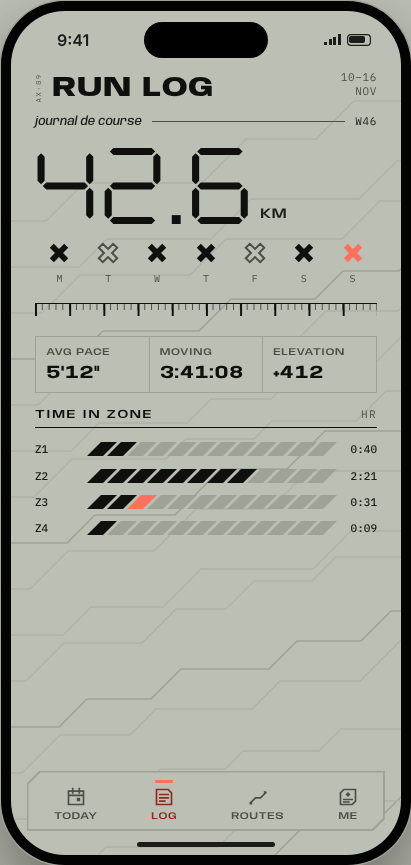 9:41
AX-09
RUN LOG
10–16
NOV
journal de course
W46
42.6 KM
M T W T F S S
AVG PACE MOVING ELEVATION
5'12" 3:41:08 +412
TIME IN ZONE HR
Z1 0:40
Z2 2:21
Z3 0:31
Z4 0:09
TODAY LOG ROUTES ME